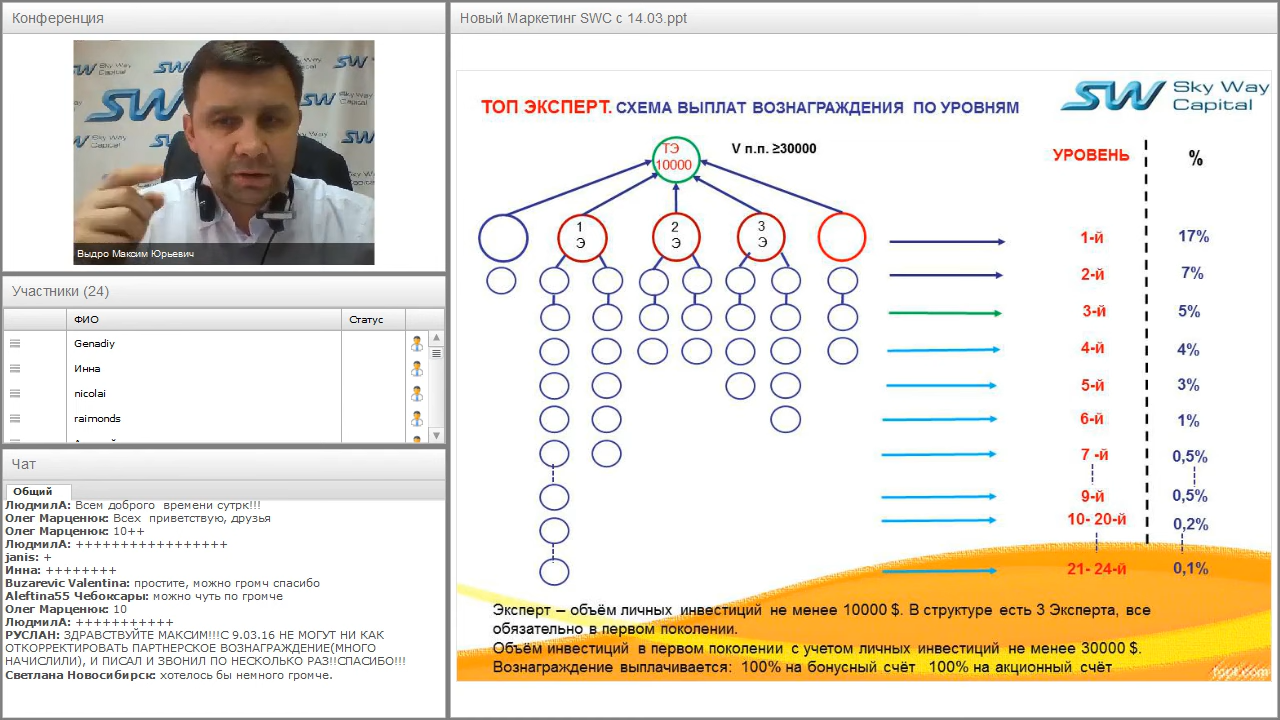 Конференция
SW
Sky Way
Capital
Выдро Максим Юрьевич
Участники (24)
ФИО
Статус
Genadiy
Инна
nicolai
raimonds
Чат
Общий
ЛюдмилА: Всем доброго времени сутрк!!!
Олег Марценюк: Всех приветствую, друзья
Олег Марценюк: 10++
ЛюдмилА: +++++++++++++++++
janis: +
Инна: ++++++++
Buzarevic Valentina: простите, можно громч спасибо
Aleftina55 Чебоксары: можно чуть по громче
Олег Марценюк: 10
ЛюдмилА: +++++++++++
РУСЛАН: ЗДРАВСТВУЙТЕ МАКСИМ!!!С 9.03.16 НЕ МОГУТ НИ КАК
ОТКОРРЕКТИРОВАТЬ ПАРТНЕРСКОЕ ВОЗНАГРАЖДЕНИЕ(МНОГО
НАЧИСЛИЛИ), И ПИСАЛ И ЗВОНИЛ ПО НЕСКОЛЬКО РАЗ!!СПАСИБО!!!
Светлана Новосибирск: хотелось бы немного громче.
Новый Маркетинг SWC с 14.03.ppt
ТОП ЭКСПЕРТ. СХЕМА ВЫПЛАТ ВОЗНАГРАЖДЕНИЯ ПО УРОВНЯМ
SW Sky Way
Capital
ТЭ
10000
V п.п. ≥30000
УРОВЕНЬ %
1
Э
2
Э
3
Э
1-й 17%
2-й 7%
3-й 5%
4-й 4%
5-й 3%
6-й 1%
7 -й 0,5%
9-й 0,5%
10- 20-й 0,2%
21- 24-й 0,1%
Эксперт – объём личных инвестиций не менее 10000 $. В структуре есть 3 Эксперта, все
обязательно в первом поколении.
Объём инвестиций в первом поколении с учетом личных инвестиций не менее 30000 $.
Вознаграждение выплачивается: 100% на бонусный счёт 100% на акционный счёт
fppt.com